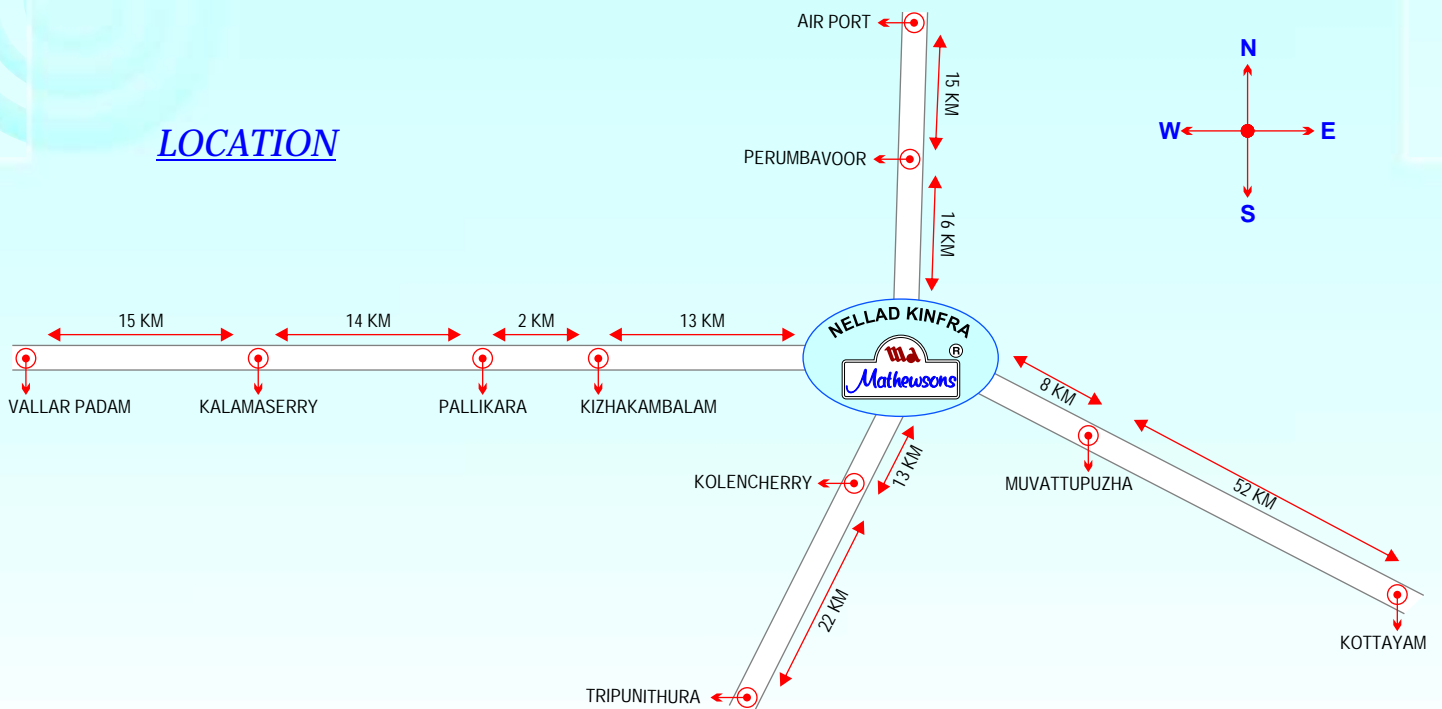 AIR PORT
N
15 KM
LOCATION
W
E
PERUMBAVOOR
S
16 KM
NELLAD KINFRA
15 KM
14 KM
2 KM
13 KM
Md
®
Mathewsons
8 KM
VALLAR PADAM
KALAMASERRY
PALLIKARA
KIZHAKAMBALAM
13 KM
KOLENCHERRY
MUVATTUPUZHA
52 KM
22 KM
KOTTAYAM
TRIPUNITHURA